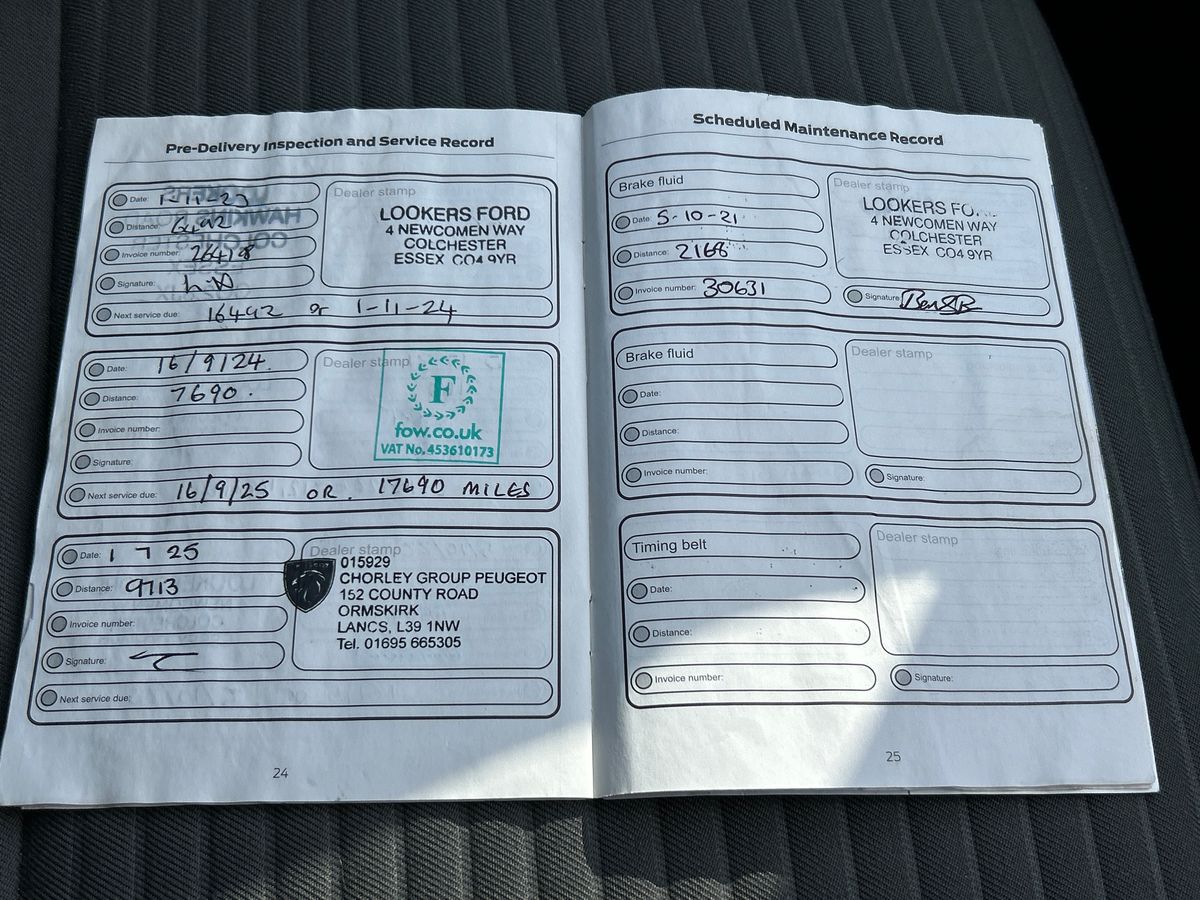 Pre-Delivery Inspection and Service Record
Date: 1-11-23
Distance: 6492
Invoice number: 26478
Signature:
Next service due: 16492 or 1-11-24
Dealer stamp
LOOKERS FORD
4 NEWCOMEN WAY
COLCHESTER
ESSEX CO4 9YR
Date: 16/9/24.
Distance: 7690.
Invoice number:
Signature:
Next service due: 16/9/25 OR. 17690 MILES
Dealer stamp
F
fow.co.uk
VAT No. 453610173
Date: 1 7 25
Distance: 9713
Invoice number:
Signature:
Next service due:
Dealer stamp
015929
CHORLEY GROUP PEUGEOT
152 COUNTY ROAD
ORMSKIRK
LANCS, L39 1NW
Tel. 01695 665305
24
Scheduled Maintenance Record
Brake fluid
Date: 5-10-21
Distance: 2168
Invoice number: 30631
Dealer stamp
LOOKERS FO
4 NEWCOMEN WAY
COLCHESTER
ESSEX CO4 9YR
Signature:
Brake fluid
Date:
Distance:
Invoice number:
Dealer stamp
Signature:
Timing belt
Date:
Distance:
Invoice number:
Dealer stamp
Signature:
25